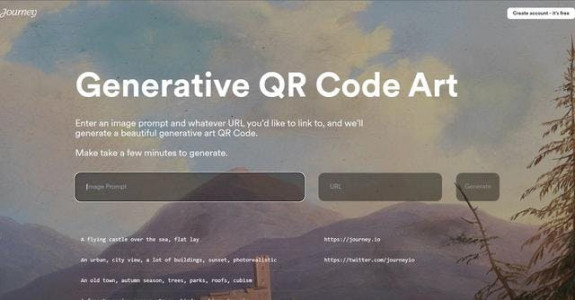 Journey
Create account - it's free
Generative QR Code Art
Enter an image prompt and whatever URL you'd like to link to, and we'll
generate a beautiful generative art QR Code.
Make take a few minutes to generate.
Image Prompt
URL
Generate
A flying castle over the sea, flat lay
https://journey.io
An urban, city view, a lot of buildings, sunset, photorealistic
https://twitter.com/journeyio
An old town, autumn season, trees, parks, roofs, cubism